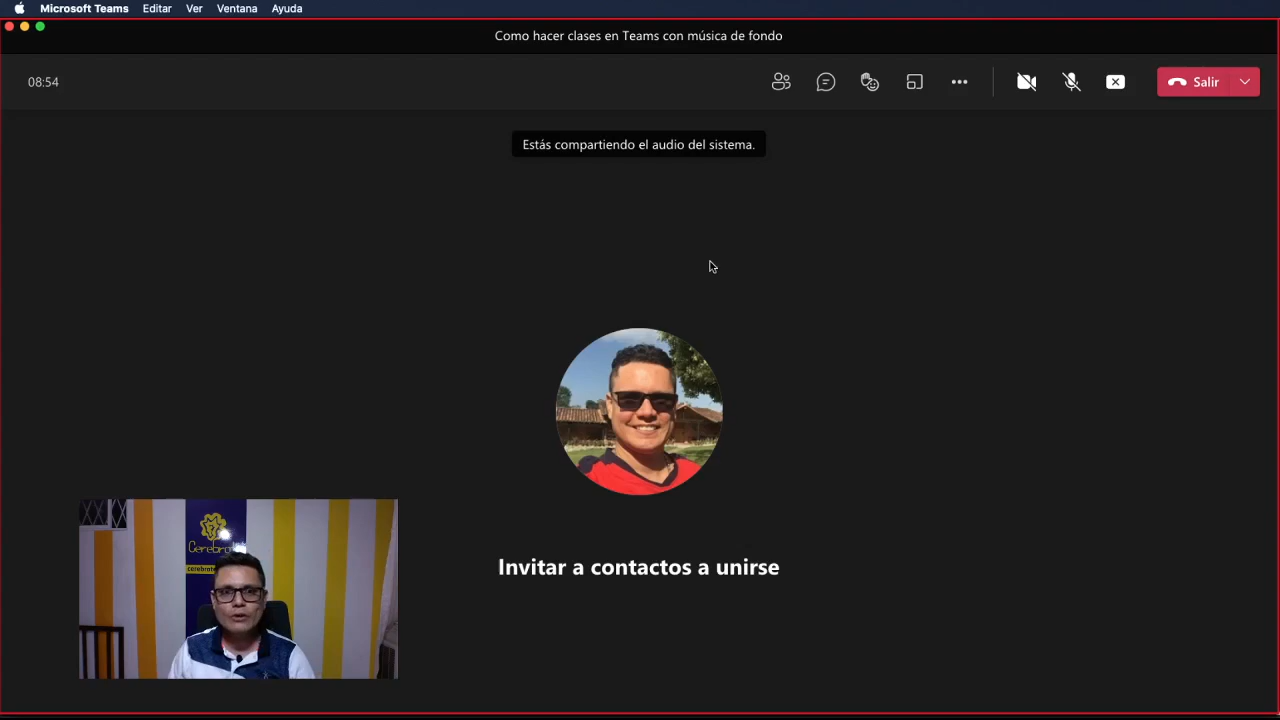 Microsoft Teams Editar Ver Ventana Ayuda
Como hacer clases en Teams con música de fondo
08:54
Salir
Estás compartiendo el audio del sistema.
Invitar a contactos a unirse